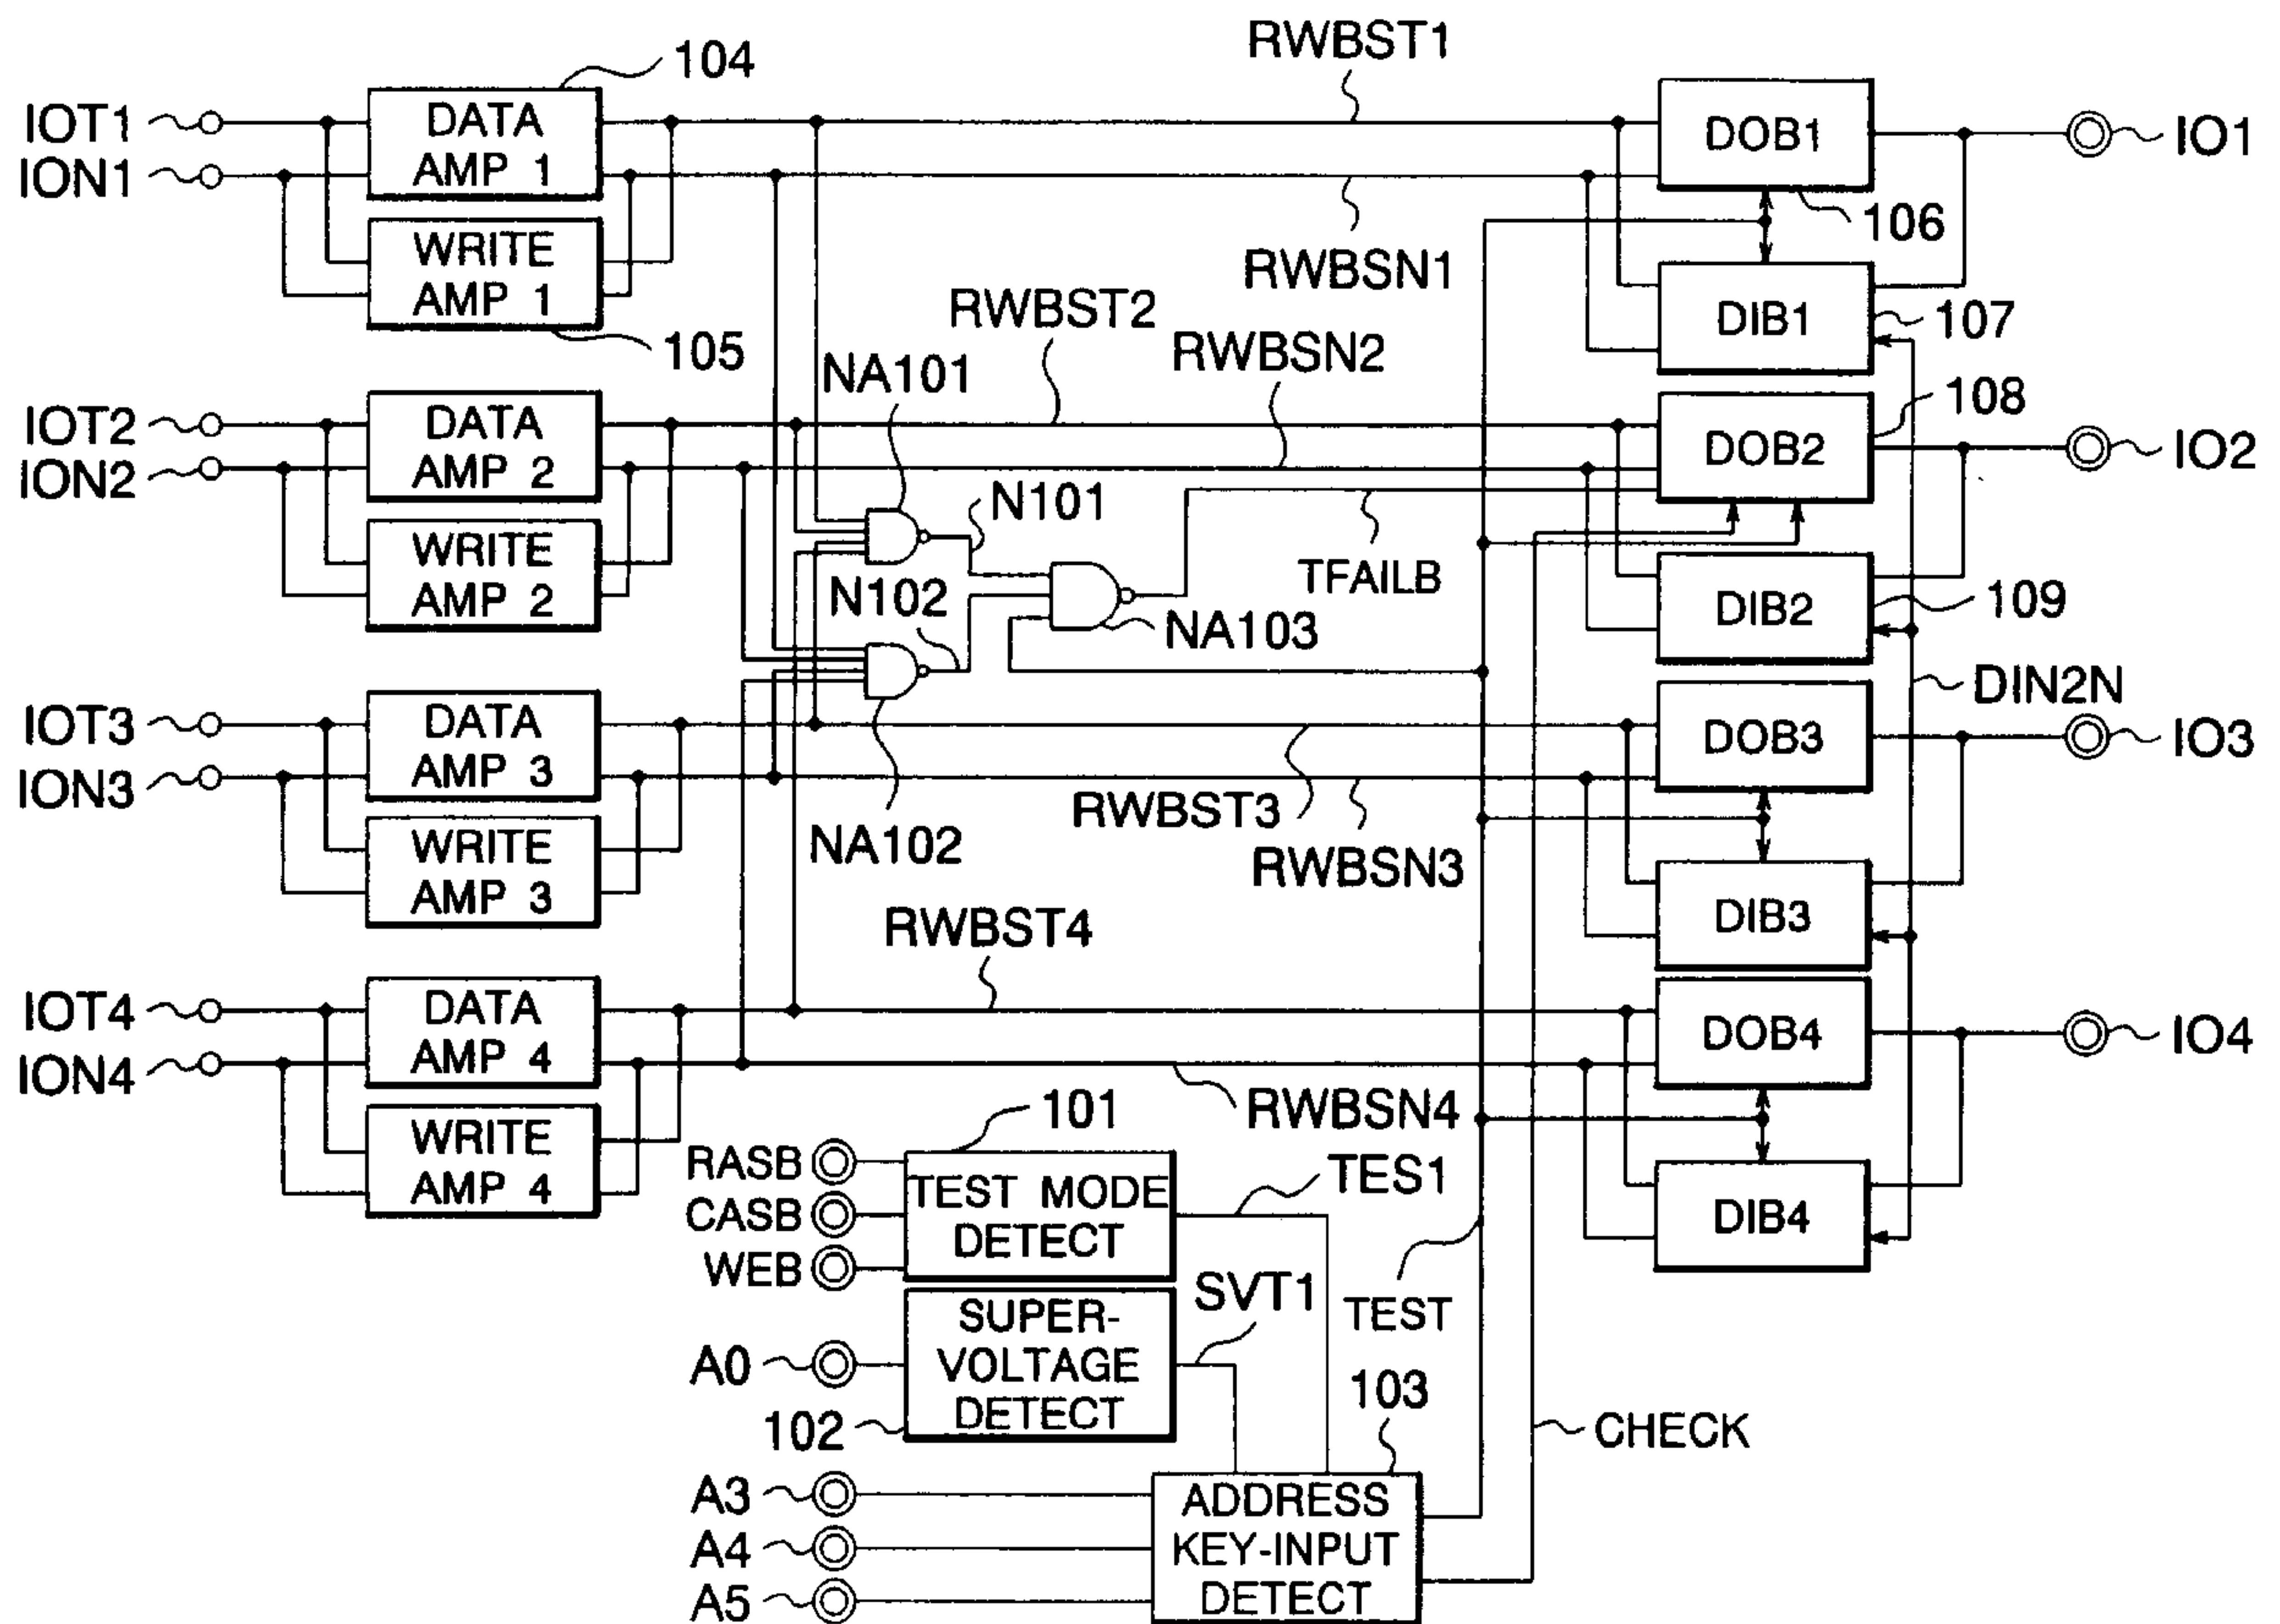 RWBST1
104
IOT1
DATA
AMP 1
DOB1
IO1
ION1
106
WRITE
AMP 1
RWBSN1
DIB1
107
105
RWBST2
RWBSN2
NA101
108
IOT2
DATA
AMP 2
DOB2
IO2
ION2
N101
WRITE
AMP 2
TFAILB
N102
DIB2
109
NA103
DIN2N
IOT3
DATA
AMP 3
DOB3
IO3
ION3
RWBST3
NA102
RWBSN3
WRITE
AMP 3
DIB3
RWBST4
IOT4
DATA
AMP 4
DOB4
IO4
ION4
101
RWBSN4
WRITE
AMP 4
RASB
CASB
WEB
TEST MODE
DETECT
TES1
DIB4
SVT1
TEST
A0
SUPER-
VOLTAGE
DETECT
102
103
CHECK
A3
A4
A5
ADDRESS
KEY-INPUT
DETECT